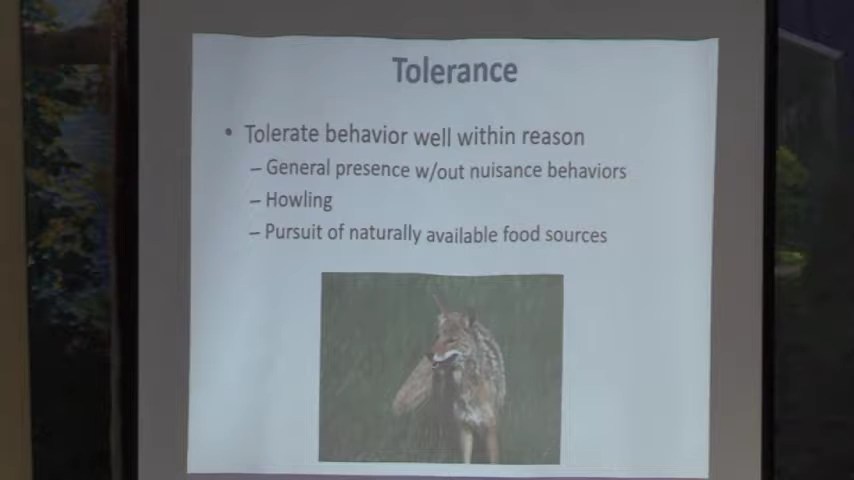 Tolerance
• Tolerate behavior well within reason
– General presence w/out nuisance behaviors
– Howling
– Pursuit of naturally available food sources